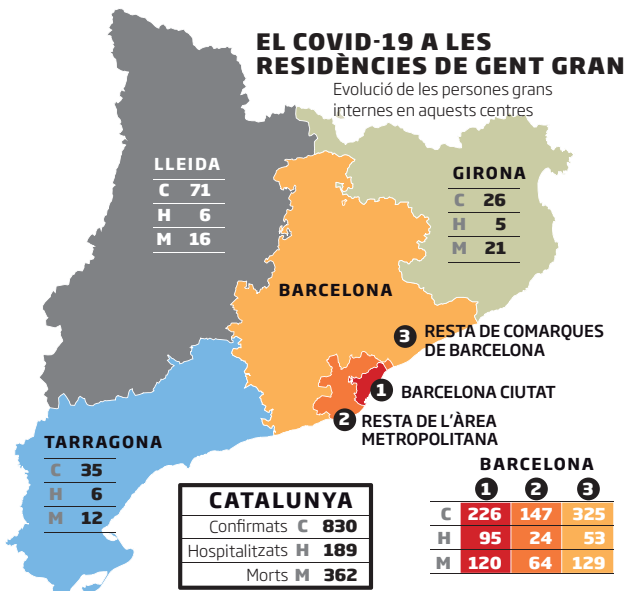 EL COVID-19 A LES
RESIDÈNCIES DE GENT GRAN
Evolució de les persones grans
internes en aquests centres
LLEIDA
C 71
H 6
M 16
GIRONA
C 26
H 5
M 21
BARCELONA
3 RESTA DE COMARQUES
DE BARCELONA
1 BARCELONA CIUTAT
2 RESTA DE L'ÀREA
METROPOLITANA
TARRAGONA
C 35
H 6
M 12
CATALUNYA
Confirmats C 830
Hospitalitzats H 189
Morts M 362
BARCELONA
1 2 3
C 226 147 325
H 95 24 53
M 120 64 129